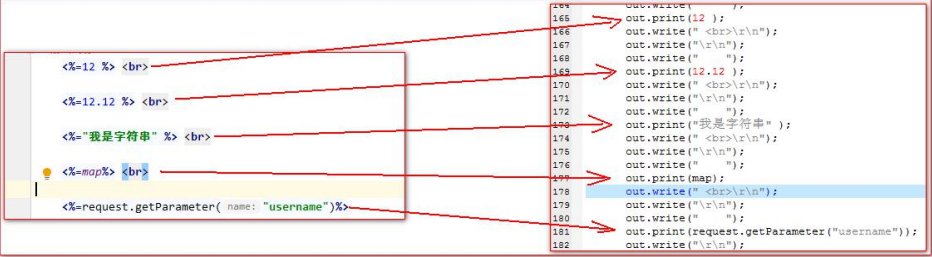 <%=12 %> <br>
<%=12.12 %> <br>
<%="我是字符串" %> <br>
<%=map%> <br>
<%=request.getParameter( name: "username")%>
164
165 out.print(12 );
166 out.write(" <br>\r\n");
167 out.write("\r\n");
168 out.write("    ");
169 out.print(12.12 );
170 out.write(" <br>\r\n");
171 out.write("\r\n");
172 out.write("    ");
173 out.print("我是字符串" );
174 out.write(" <br>\r\n");
175 out.write("\r\n");
176 out.write("    ");
177 out.print(map);
178 out.write(" <br>\r\n");
179 out.write("\r\n");
180 out.write("    ");
181 out.print(request.getParameter("username"));
182 out.write("\r\n");